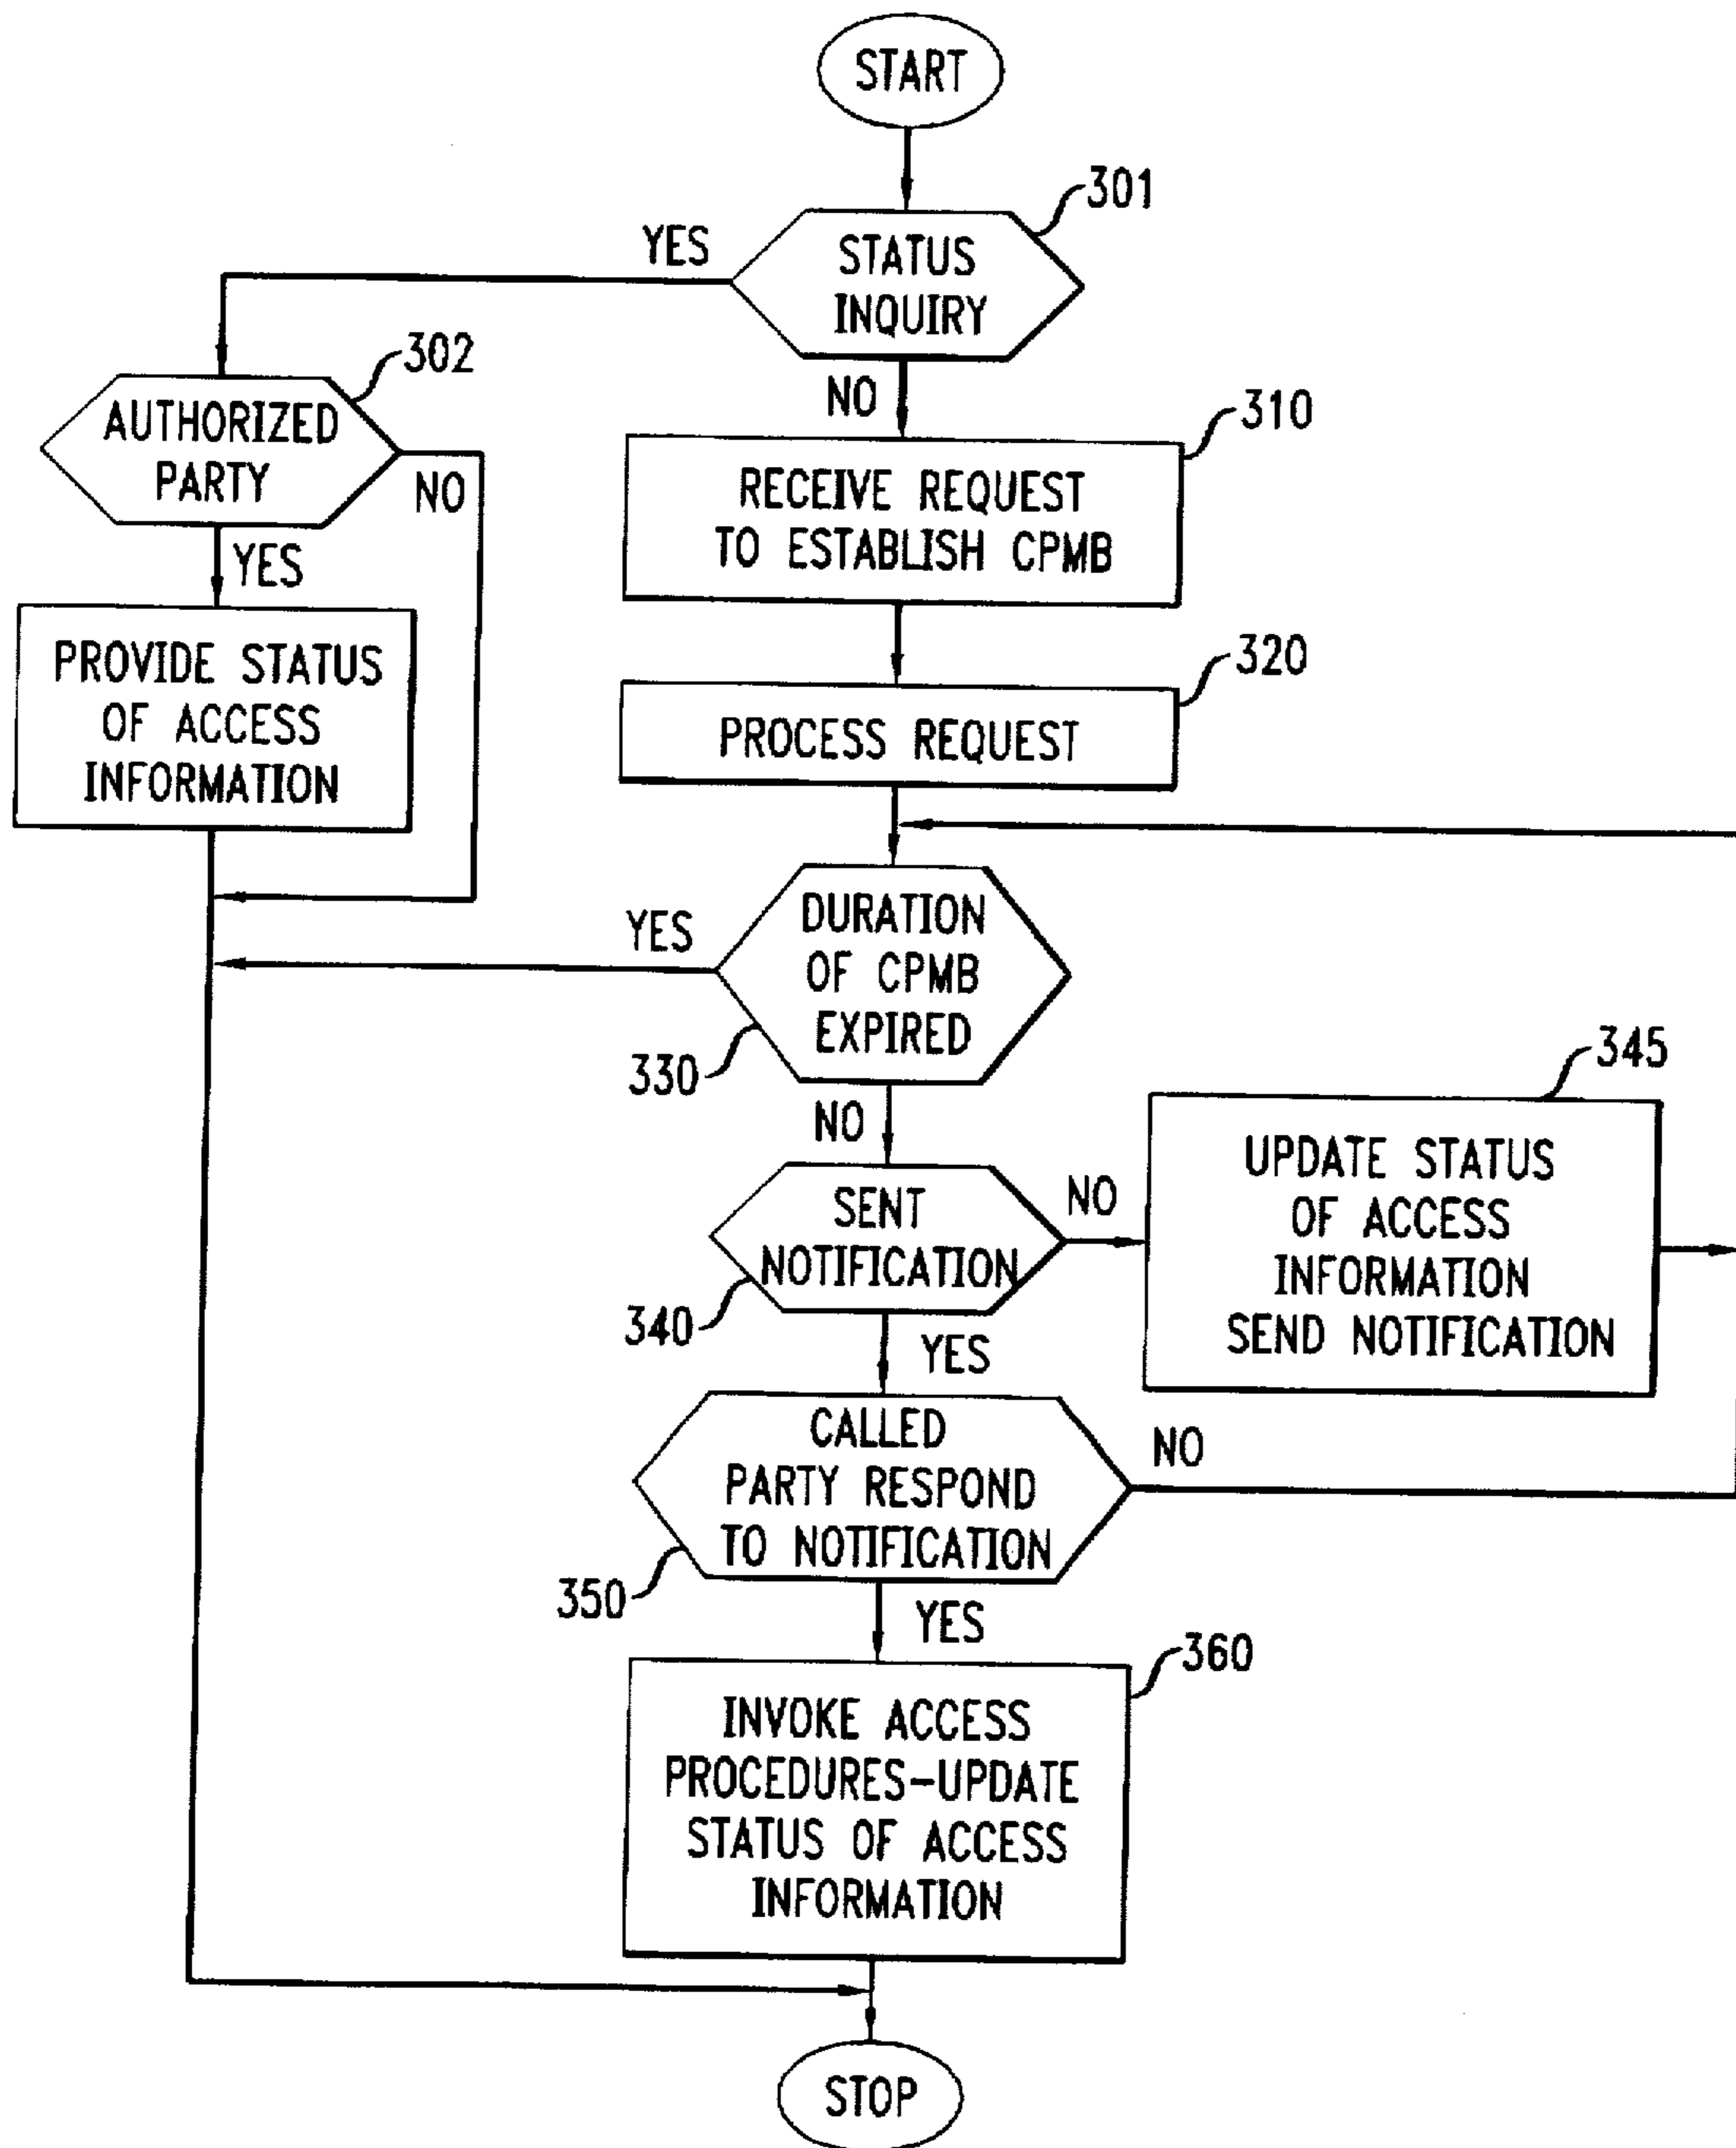 START
301
STATUS
INQUIRY
YES
NO
302
AUTHORIZED
PARTY
NO
YES
310
RECEIVE REQUEST
TO ESTABLISH CPMB
PROVIDE STATUS
OF ACCESS
INFORMATION
320
PROCESS REQUEST
DURATION
OF CPMB
EXPIRED
YES
330
NO
345
UPDATE STATUS
OF ACCESS
INFORMATION
SEND NOTIFICATION
SENT
NOTIFICATION
NO
340
YES
CALLED
PARTY RESPOND
TO NOTIFICATION
NO
350
YES
360
INVOKE ACCESS
PROCEDURES-UPDATE
STATUS OF ACCESS
INFORMATION
STOP